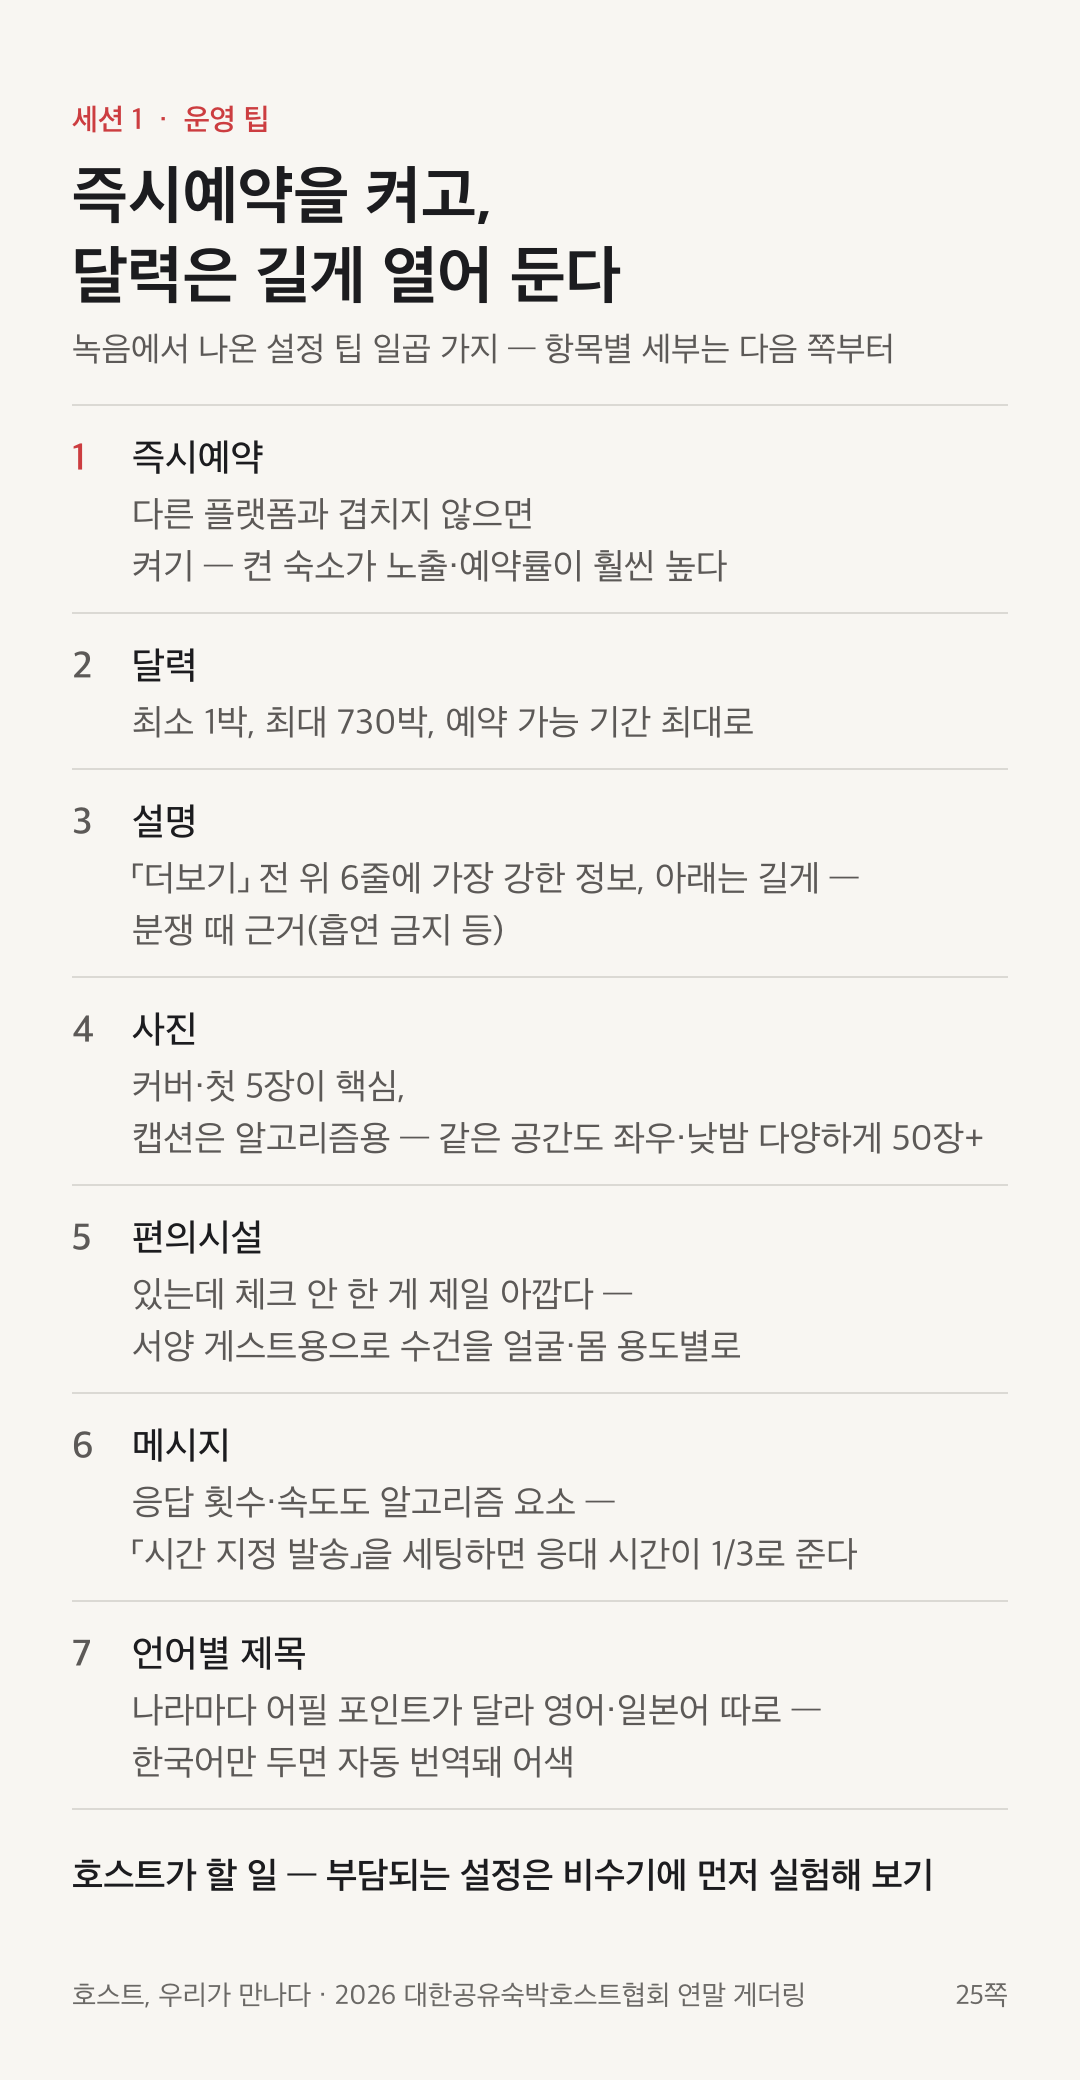 세션 1 · 운영 팁
즉시예약을 켜고,
달력은 길게 열어 둔다
녹음에서 나온 설정 팁 일곱 가지 — 항목별 세부는 다음 쪽부터
1 즉시예약
다른 플랫폼과 겹치지 않으면
켜기 — 켠 숙소가 노출·예약률이 훨씬 높다
2 달력
최소 1박, 최대 730박, 예약 가능 기간 최대로
3 설명
「더보기」 전 위 6줄에 가장 강한 정보, 아래는 길게 —
분쟁 때 근거(흡연 금지 등)
4 사진
커버·첫 5장이 핵심,
캡션은 알고리즘용 — 같은 공간도 좌우·낮밤 다양하게 50장+
5 편의시설
있는데 체크 안 한 게 제일 아깝다 —
서양 게스트용으로 수건을 얼굴·몸 용도별로
6 메시지
응답 횟수·속도도 알고리즘 요소 —
「시간 지정 발송」을 세팅하면 응대 시간이 1/3로 준다
7 언어별 제목
나라마다 어필 포인트가 달라 영어·일본어 따로 —
한국어만 두면 자동 번역돼 어색
호스트가 할 일 — 부담되는 설정은 비수기에 먼저 실험해 보기
호스트, 우리가 만나다 · 2026 대한공유숙박호스트협회 연말 게더링 25쪽